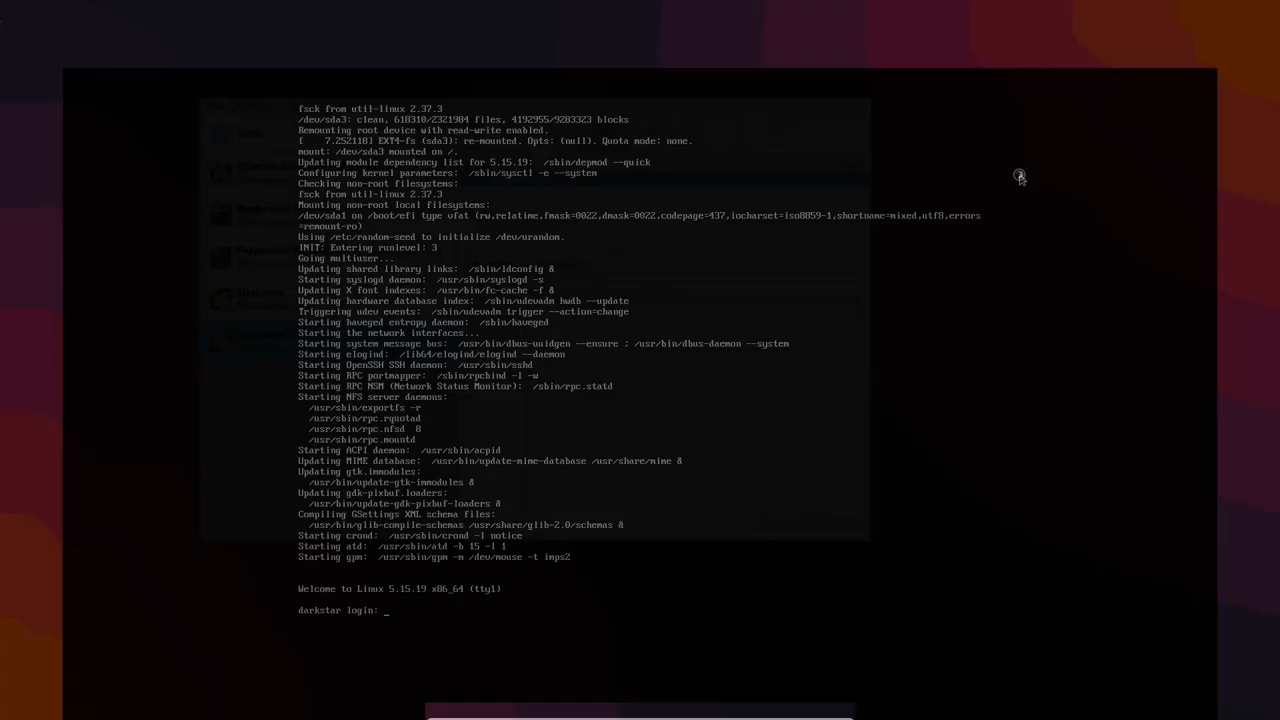 fsck from util-linux 2.37.3
/dev/sda3: clean, 618310/2321984 files, 4192955/9283323 blocks
Remounting root device with read-write enabled.
[    7.252118] EXT4-fs (sda3): re-mounted. Opts: (null). Quota mode: none.
mount: /dev/sda3 mounted on /.
Updating module dependency list for 5.15.19:  /sbin/depmod --quick
Configuring kernel parameters:  /sbin/sysctl -e --system
Checking non-root filesystems:
fsck from util-linux 2.37.3
Mounting non-root local filesystems:
/dev/sda1 on /boot/efi type vfat (rw,relatime,fmask=0022,dmask=0022,codepage=437,iocharset=iso8859-1,shortname=mixed,utf8,errors
=remount-ro)
Using /etc/random-seed to initialize /dev/urandom.
INIT: Entering runlevel: 3
Going multiuser...
Updating shared library links:  /sbin/ldconfig &
Starting syslogd daemon:  /usr/sbin/syslogd -s
Updating X font indexes:  /usr/bin/fc-cache -f &
Updating hardware database index:  /sbin/udevadm hwdb --update
Triggering udev events:  /sbin/udevadm trigger --action=change
Starting haveged entropy daemon:  /sbin/haveged
Starting the network interfaces...
Starting system message bus:  /usr/bin/dbus-uuidgen --ensure ; /usr/bin/dbus-daemon --system
Starting elogind:  /lib64/elogind/elogind --daemon
Starting OpenSSH SSH daemon:  /usr/sbin/sshd
Starting RPC portmapper:  /sbin/rpcbind -l -w
Starting RPC NSM (Network Status Monitor):  /sbin/rpc.statd
Starting NFS server daemons:
  /usr/sbin/exportfs -r
  /usr/sbin/rpc.rquotad
  /usr/sbin/rpc.nfsd  8
  /usr/sbin/rpc.mountd
Starting ACPI daemon:  /usr/sbin/acpid
Updating MIME database:  /usr/bin/update-mime-database /usr/share/mime &
Updating gtk.immodules:
  /usr/bin/update-gtk-immodules &
Updating gdk-pixbuf.loaders:
  /usr/bin/update-gdk-pixbuf-loaders &
Compiling GSettings XML schema files:
  /usr/bin/glib-compile-schemas /usr/share/glib-2.0/schemas &
Starting crond:  /usr/sbin/crond -l notice
Starting atd:  /usr/sbin/atd -b 15 -l 1
Starting gpm:  /usr/sbin/gpm -m /dev/mouse -t imps2
Welcome to Linux 5.15.19 x86_64 (tty1)
darkstar login: _